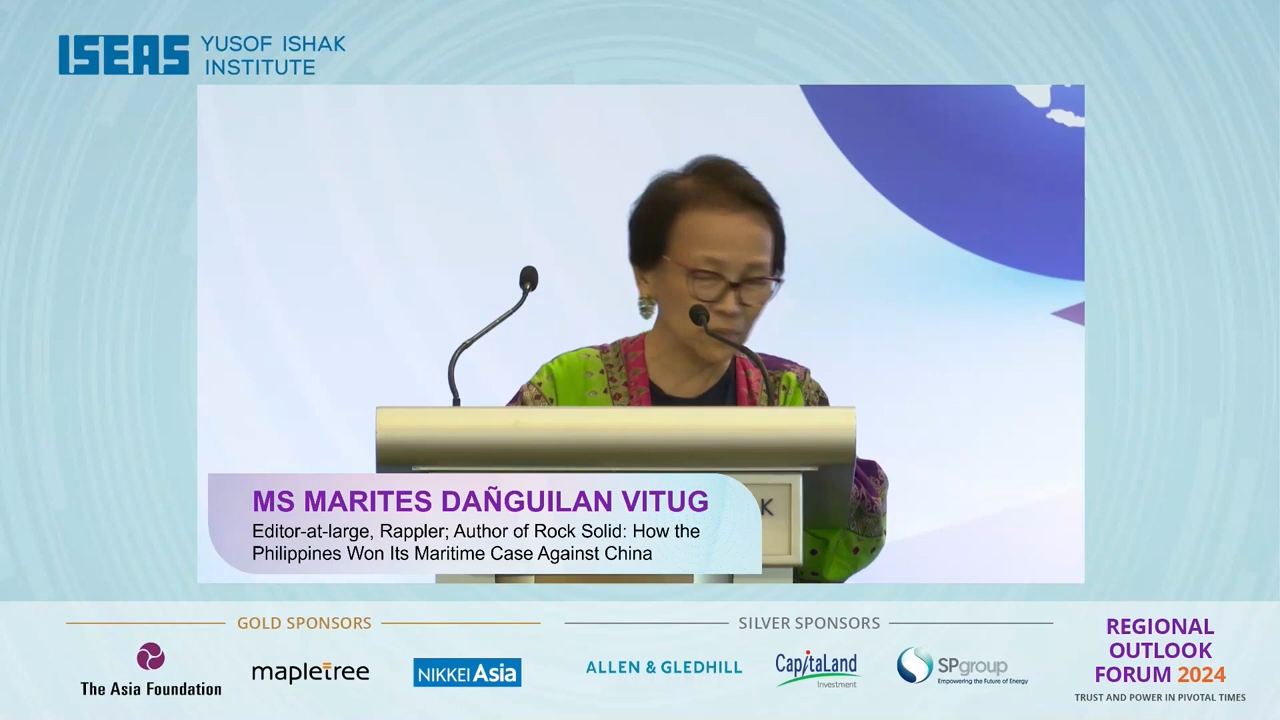 ISEAS YUSOF ISHAK
INSTITUTE
K
MS MARITES DAÑGUILAN VITUG
Editor-at-large, Rappler; Author of Rock Solid: How the
Philippines Won Its Maritime Case Against China
GOLD SPONSORS
SILVER SPONSORS
The Asia Foundation
mapletree
NIKKEI Asia
ALLEN & GLEDHILL
CapitaLand
Investment
SPgroup
Empowering the Future of Energy
REGIONAL
OUTLOOK
FORUM 2024
TRUST AND POWER IN PIVOTAL TIMES